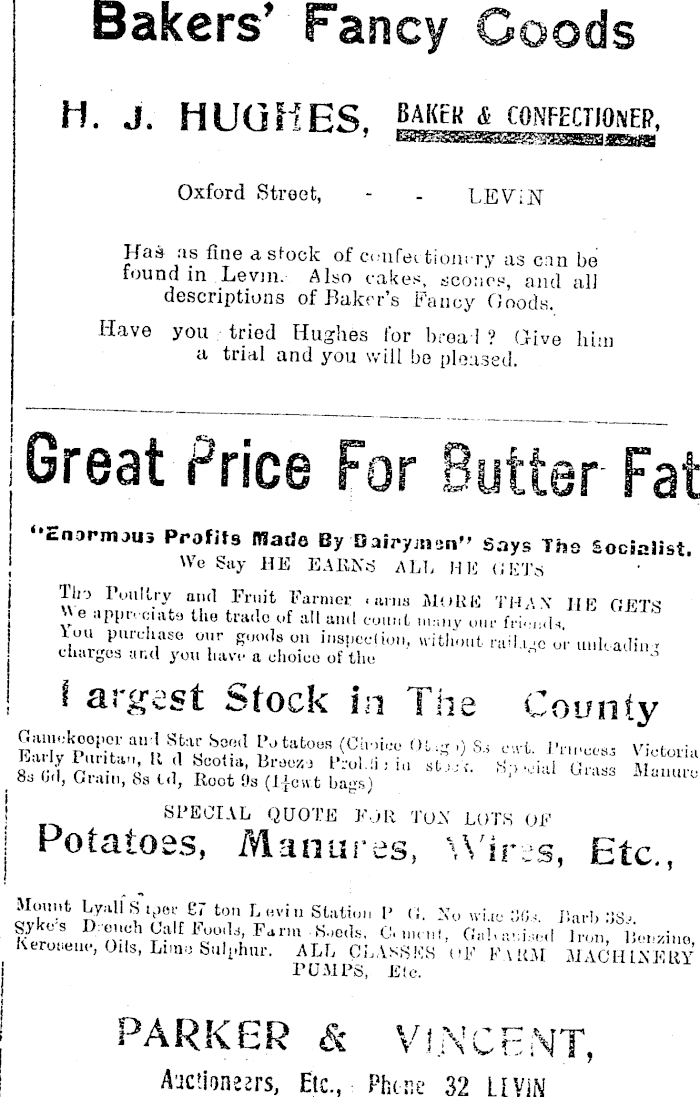 Bakers' Fancy Goods
H. J. HUGHES, BAKER & CONFECTIONER,
Oxford Street, - - LEVIN
Has as fine a stock of confectionery as can be
found in Levin. Also cakes, scones, and all
descriptions of Baker's Fancy Goods.
Have you tried Hughes for bread? Give him
a trial and you will be pleased.
Great Price For Butter Fat
"Enormous Profits Made By Dairymen" Says The Socialist.
We Say HE EARNS ALL HE GETS
The Poultry and Fruit Farmer earns MORE THAN HE GETS
We appreciate the trade of all and count many our friends.
You purchase our goods on inspection, without railage or unloading
charges and you have a choice of the
Largest Stock in The County
Gamekeeper and Star Seed Potatoes (Choice Otago) 8s cwt. Princess Victoria
Early Puritan, Red Scotia, Breeze Prolific in stock. Special Grass Manure
8s 6d, Grain, 8s Root 9s (1½cwt bags)
SPECIAL QUOTE FOR TON LOTS OF
Potatoes, Manures, Wires, Etc.,
Mount Lyall Super £7 ton Levin Station P. G. No wire 36s. Barb 38s.
Syke's Drench Calf Foods, Farm Seeds, Cement, Galvanised Iron, Benzine,
Kerosene, Oils, Lime Sulphur. ALL CLASSES OF FARM MACHINERY
PUMPS, Etc.
PARKER & VINCENT,
Auctioneers, Etc., Phone 32 LEVIN